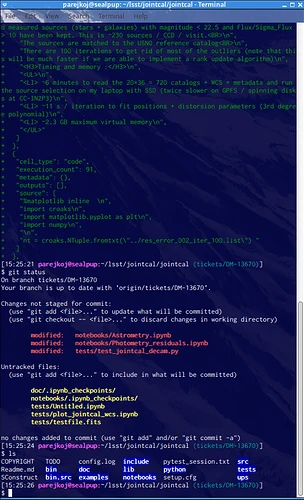 parejkoj@sealpup: ~/lsst/jointcal/jointcal
+ d measured sources (stars + galaxies) with magnitude < 22.5 and Flux/Sigma_Flux
> 10 have been kept. This is ~230 sources / CCD / visit.<BR>\n",
+ "The sources are matched to the USNO reference catalog<BR>\n",
+ "There are 100 iterations to get rid of most of the outliers (note that this
 will be much faster if we are able to implement a rank update algorithm)\n",
+ "<H3>Timing and memory :</H3>\n",
+ "<UL>\n",
+ "<LI> ~6 minutes to read the 20*36 = 720 catalogs + WCS + metadata and run
the source selection my laptop with SSD (twice slower on GPFS / spinning disks
at CC-IN2P3)\n",
+ "<LI> ~11 s / iteration to fit positions + distorsion parameters (3rd degree
 polynomial)\n",
+ "<LI> ~2.3 GB maximum virtual memory\n",
+ "</UL>"
+ ]
+ },
+ {
+ "cell_type": "code",
+ "execution_count": 91,
+ "metadata": {},
+ "outputs": [],
+ "source": [
+ "%matplotlib inline \n",
+ "import croaks\n",
+ "import matplotlib.pyplot as plt\n",
+ "import numpy\n",
+ "\n",
+ "nt = croaks.NTuple.fromtxt(\"../res_error_002_iter_100.list\") "
+ ]
[15:25:21 parejkoj@sealpup:~/lsst/jointcal/jointcal (tickets/DM-13670)]
$ git status
On branch tickets/DM-13670
Your branch is up to date with 'origin/tickets/DM-13670'.
Changes not staged for commit:
(use "git add <file>..." to update what will be committed)
(use "git checkout -- <file>..." to discard changes in working directory)
modified: notebooks/Astrometry.ipynb
modified: notebooks/Photometry_residuals.ipynb
modified: tests/test_jointcal_decam.py
Untracked files:
(use "git add <file>..." to include in what will be committed)
doc/.ipynb_checkpoints/
notebooks/.ipynb_checkpoints/
tests/Untitled.ipynb
tests/plot_jointcal_wcs.ipynb
tests/testfile.fits
no changes added to commit (use "git add" and/or "git commit -a")
[15:25:24 parejkoj@sealpup:~/lsst/jointcal/jointcal (tickets/DM-13670)]
$ ls
COPYRIGHT TODO config.log include pytest_session.txt src
Readme.md bin doc lib python tests
SConstruct bin.src examples notebooks setup.cfg ups
[15:25:26 parejkoj@sealpup:~/lsst/jointcal/jointcal (tickets/DM-13670)]
$